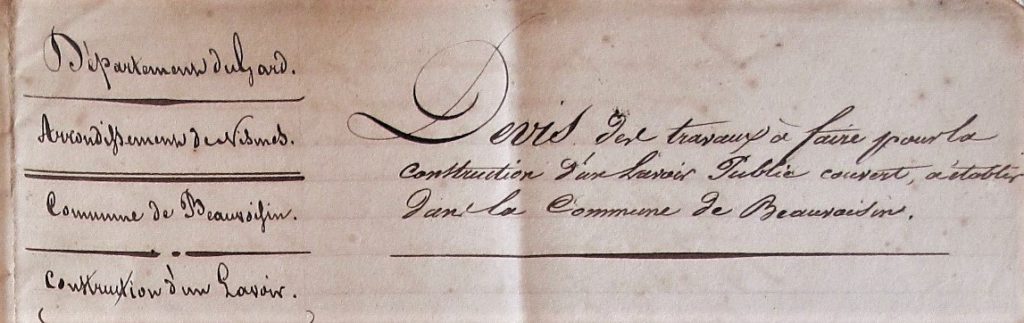 Département du Gard.
Arrondissement de Nismes.
Commune de Beauvoisin.
Construction d'un Lavoir.
Devis des travaux à faire pour la
construction d'un Lavoir Public couvert, à établir
dans la Commune de Beauvoisin.